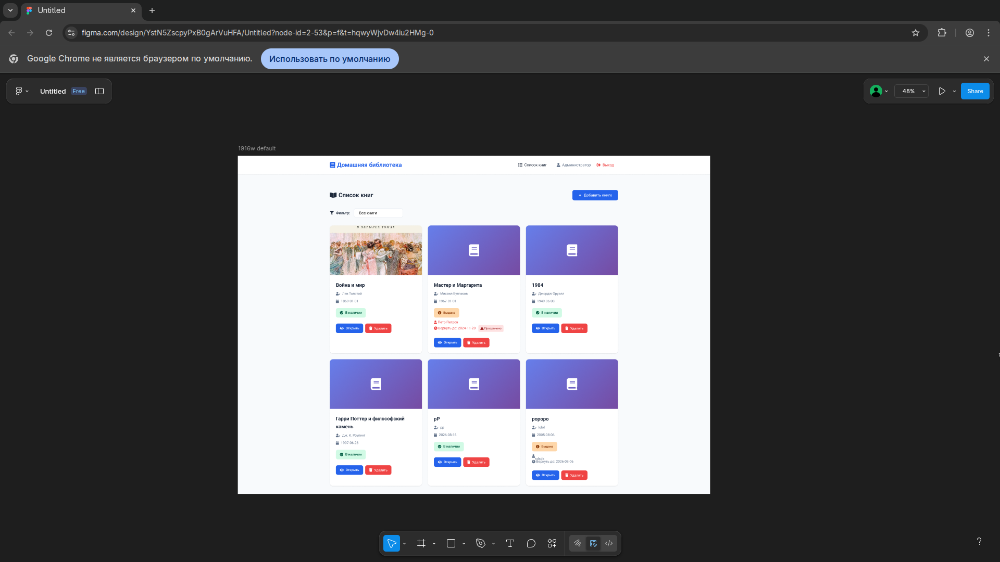 Untitled
figma.com/design/YstN5ZscpyPxB0gArVuHFA/Untitled?node-id=2-53&p=f&t=hqwyWjvDw4iu2HMg-0
Google Chrome не является браузером по умолчанию. Использовать по умолчанию
Untitled Free
48% Share
1916w default
Домашняя библиотека Список книг Администратор Выход
Список книг + Добавить книгу
Фильтр: Все книги
В ЧЕТЫРЕХ ТОМАХ
Война и мир
Лев Толстой
1869-01-01
В наличии
Открыть Удалить
Мастер и Маргарита
Михаил Булгаков
1967-01-01
Выдана
Петр Петров
Вернуть до: 2024-11-20 Просрочено
Открыть Удалить
1984
Джордж Оруэлл
1949-06-08
В наличии
Открыть Удалить
Гарри Поттер и философский
камень
Дж. К. Роулинг
1997-06-26
В наличии
Открыть Удалить
pP
pp
2026-08-16
В наличии
Открыть Удалить
popopo
lolol
2005-08-06
Выдана
sdsds
Вернуть до: 2026-08-06
Открыть Удалить